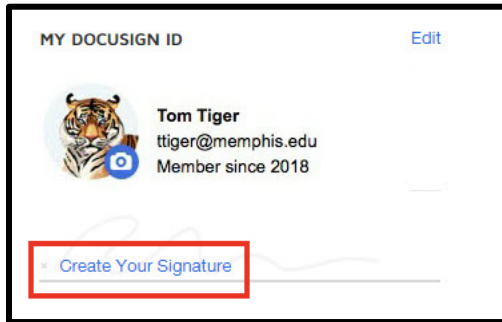 MY DOCUSIGN ID Edit
Tom Tiger
ttiger@memphis.edu
Member since 2018
× Create Your Signature